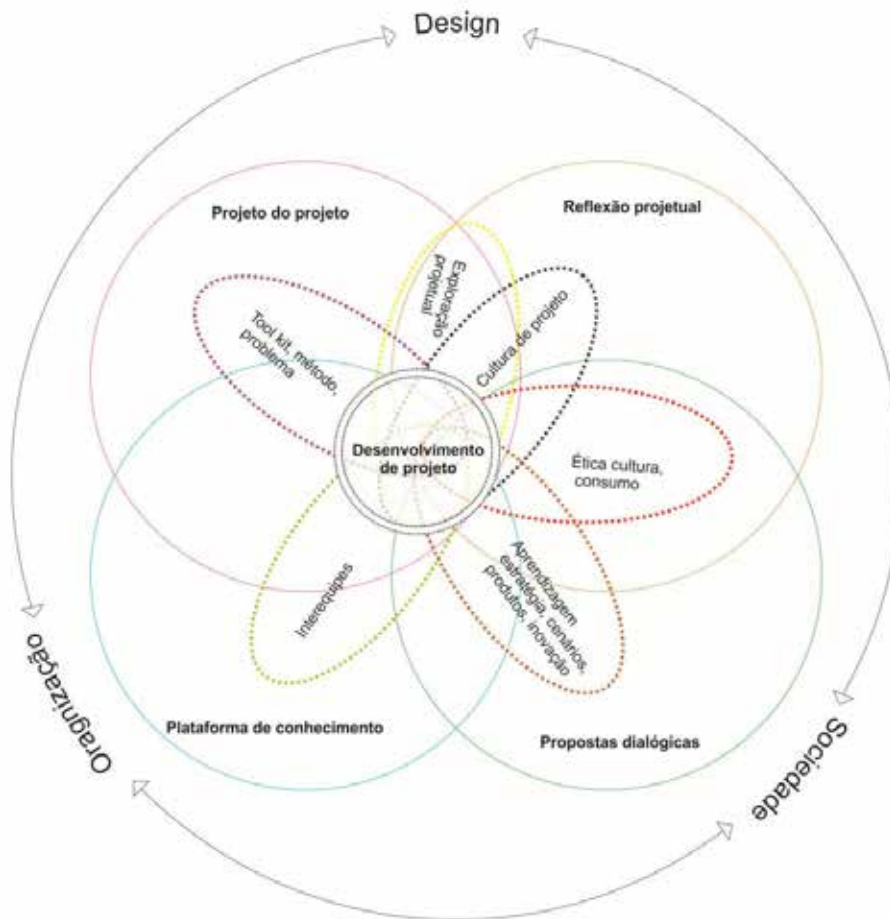 Design
Projeto do projeto
Reflexão projetual
Exploração
projetual
Cultura de projeto
Tool kit, método,
problema
Desenvolvimento
de projeto
Ética cultura,
consumo
Interequipes
Aprendizagem
estratégia, cenários,
produtos, inovação
Plataforma de conhecimento
Propostas dialógicas
Oragnização
Sociedade